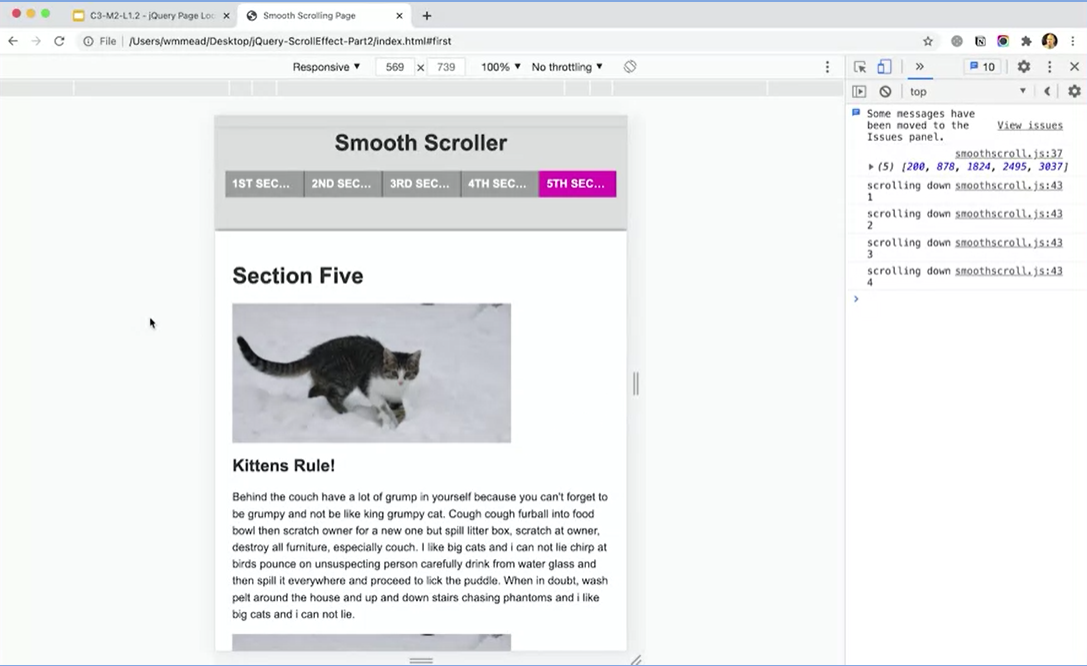 C3-M2-L1.2 - jQuery Page Loc
Smooth Scrolling Page
File | /Users/wmmead/Desktop/jQuery-ScrollEffect-Part2/index.html#first
Responsive ▼ 569 × 739 100% ▼ No throttling ▼
» 10
top
Smooth Scroller
1ST SEC... 2ND SEC... 3RD SEC... 4TH SEC... 5TH SEC...
Section Five
Kittens Rule!
Behind the couch have a lot of grump in yourself because you can't forget to
be grumpy and not be like king grumpy cat. Cough cough furball into food
bowl then scratch owner for a new one but spill litter box, scratch at owner,
destroy all furniture, especially couch. I like big cats and i can not lie chirp at
birds pounce on unsuspecting person carefully drink from water glass and
then spill it everywhere and proceed to lick the puddle. When in doubt, wash
pelt around the house and up and down stairs chasing phantoms and i like
big cats and i can not lie.
Some messages have
been moved to the View issues
Issues panel.
smoothscroll.js:37
(5) [200, 878, 1824, 2495, 3037]
scrolling down smoothscroll.js:43
1
scrolling down smoothscroll.js:43
2
scrolling down smoothscroll.js:43
3
scrolling down smoothscroll.js:43
4